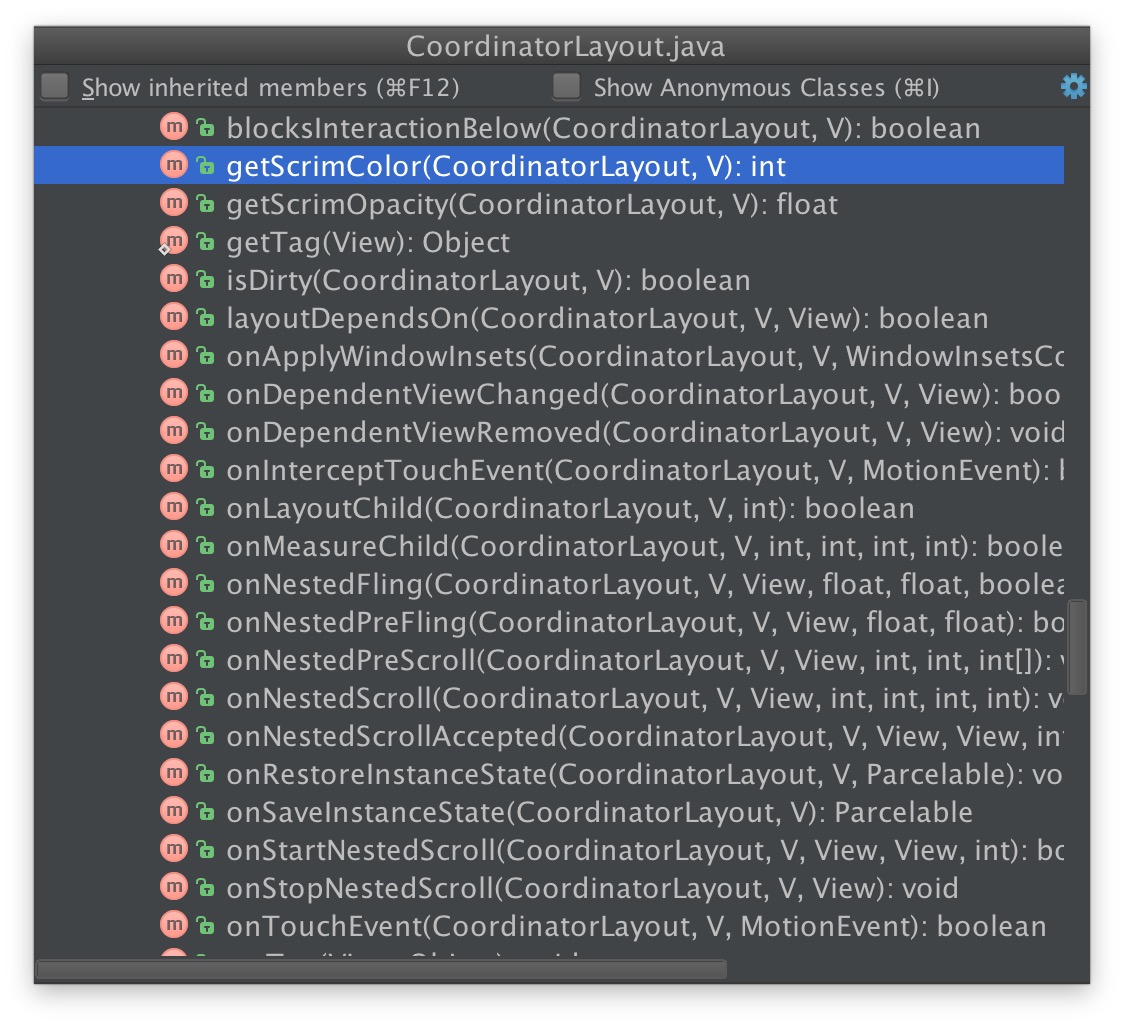 CoordinatorLayout.java
Show inherited members (⌘F12) Show Anonymous Classes (⌘I)
m blocksInteractionBelow(CoordinatorLayout, V): boolean
m getScrimColor(CoordinatorLayout, V): int
m getScrimOpacity(CoordinatorLayout, V): float
m getTag(View): Object
m isDirty(CoordinatorLayout, V): boolean
m layoutDependsOn(CoordinatorLayout, V, View): boolean
m onApplyWindowInsets(CoordinatorLayout, V, WindowInsetsCo
m onDependentViewChanged(CoordinatorLayout, V, View): boo
m onDependentViewRemoved(CoordinatorLayout, V, View): void
m onInterceptTouchEvent(CoordinatorLayout, V, MotionEvent):
m onLayoutChild(CoordinatorLayout, V, int): boolean
m onMeasureChild(CoordinatorLayout, V, int, int, int, int): boole
m onNestedFling(CoordinatorLayout, V, View, float, float, boolea
m onNestedPreFling(CoordinatorLayout, V, View, float, float): bo
m onNestedPreScroll(CoordinatorLayout, V, View, int, int, int[]):
m onNestedScroll(CoordinatorLayout, V, View, int, int, int, int): v
m onNestedScrollAccepted(CoordinatorLayout, V, View, View, in
m onRestoreInstanceState(CoordinatorLayout, V, Parcelable): vo
m onSaveInstanceState(CoordinatorLayout, V): Parcelable
m onStartNestedScroll(CoordinatorLayout, V, View, View, int): bo
m onStopNestedScroll(CoordinatorLayout, V, View): void
m onTouchEvent(CoordinatorLayout, V, MotionEvent): boolean